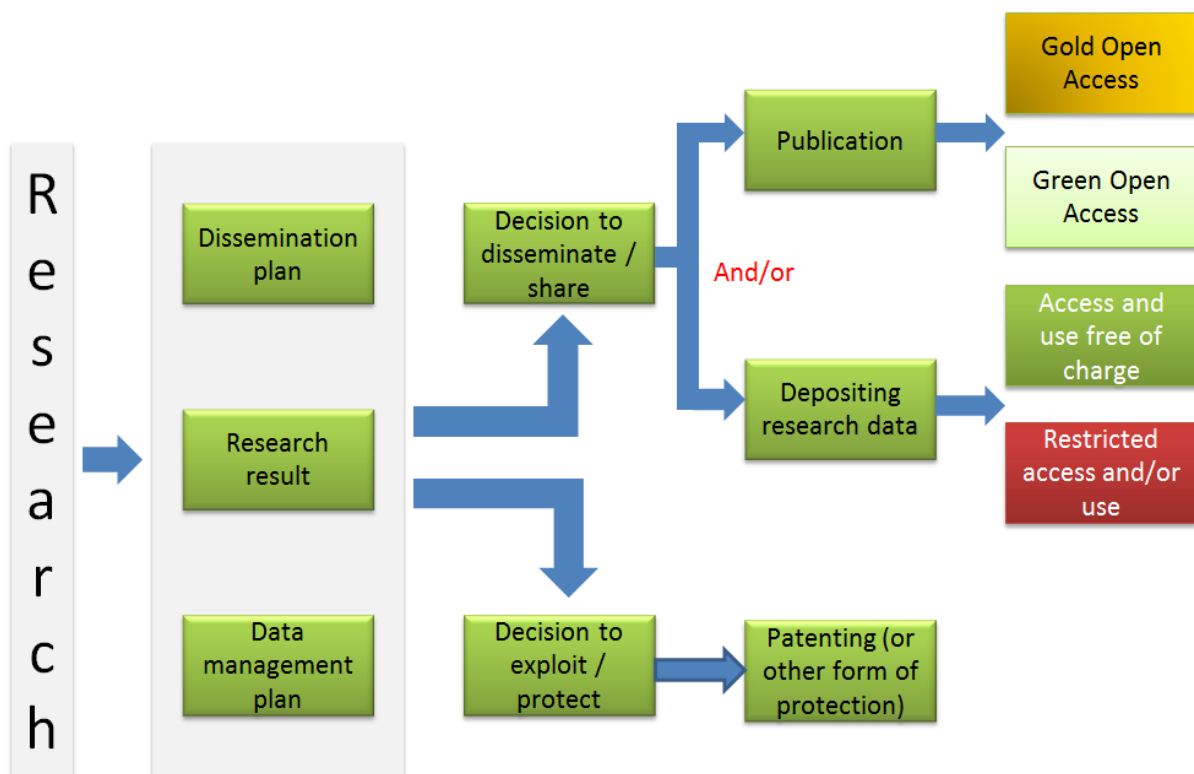 Research
Dissemination
plan
Research
result
Data
management
plan
Decision to
disseminate /
share
Decision to
exploit /
protect
And/or
Publication
Depositing
research data
Patenting (or
other form of
protection)
Gold Open
Access
Green Open
Access
Access and
use free of
charge
Restricted
access and/or
use